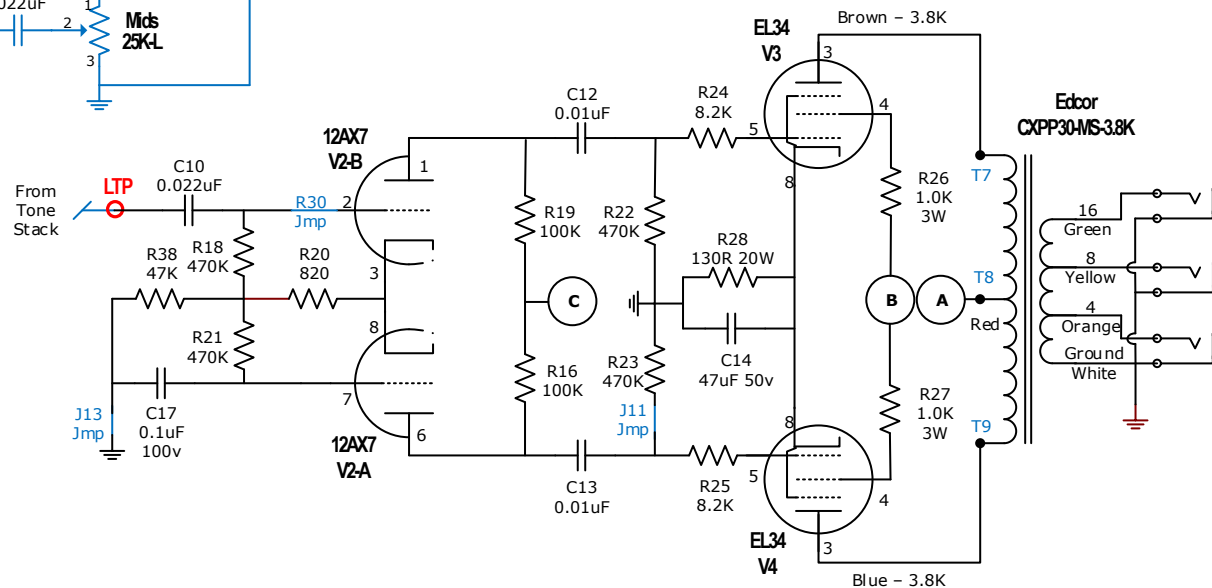 022uF
1
2
3
Mids
25K-L
From
Tone
Stack
LTP
C10
0.022uF
R30
Jmp
R18
470K
R38
47K
R20
820
R21
470K
J13
Jmp
C17
0.1uF
100v
12AX7
V2-B
1
2
3
8
7
6
12AX7
V2-A
C12
0.01uF
R19
100K
R22
470K
C
R16
100K
R23
470K
J11
Jmp
C13
0.01uF
R24
8.2K
R28
130R 20W
C14
47uF 50v
R25
8.2K
EL34
V3
Brown – 3.8K
3
4
5
8
R26
1.0K
3W
B
A
R27
1.0K
3W
8
5
4
3
EL34
V4
Blue – 3.8K
T7
T8
Red
T9
Edcor
CXPP30-MS-3.8K
16
Green
8
Yellow
4
Orange
Ground
White